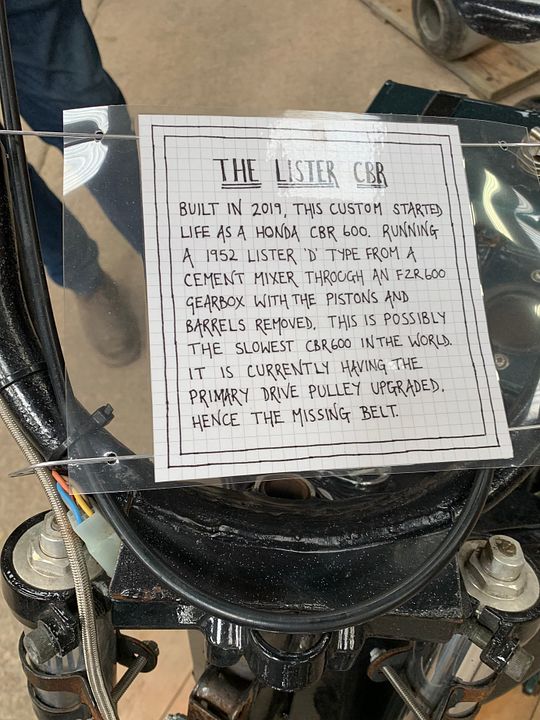 THE LISTER CBR
BUILT IN 2019, THIS CUSTOM STARTED
LIFE AS A HONDA CBR 600. RUNNING
A 1952 LISTER 'D' TYPE FROM A
CEMENT MIXER THROUGH AN FZR600
GEARBOX WITH THE PISTONS AND
BARRELS REMOVED, THIS IS POSSIBLY
THE SLOWEST CBR600 IN THE WORLD.
IT IS CURRENTLY HAVING THE
PRIMARY DRIVE PULLEY UPGRADED.
HENCE THE MISSING BELT.